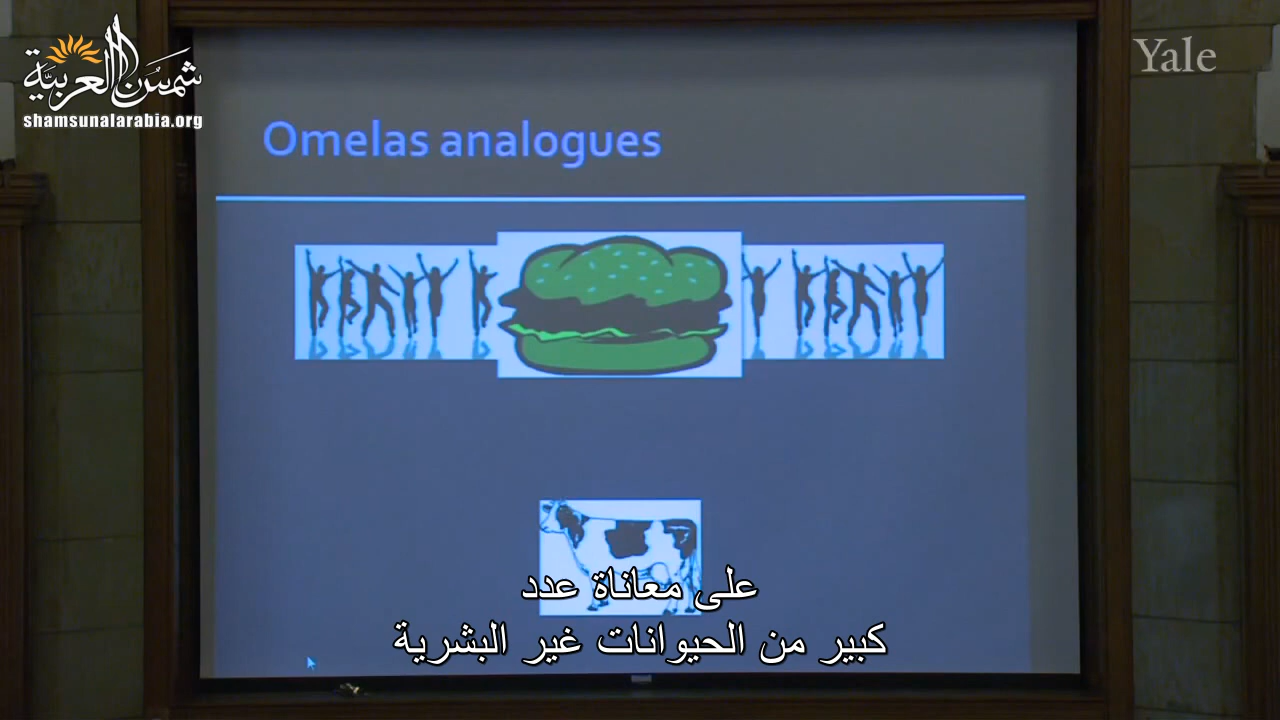 شمس العربية
shamsunalarabia.org
Yale
Omelas analogues
على معاناة عدد
كبير من الحيوانات غير البشرية